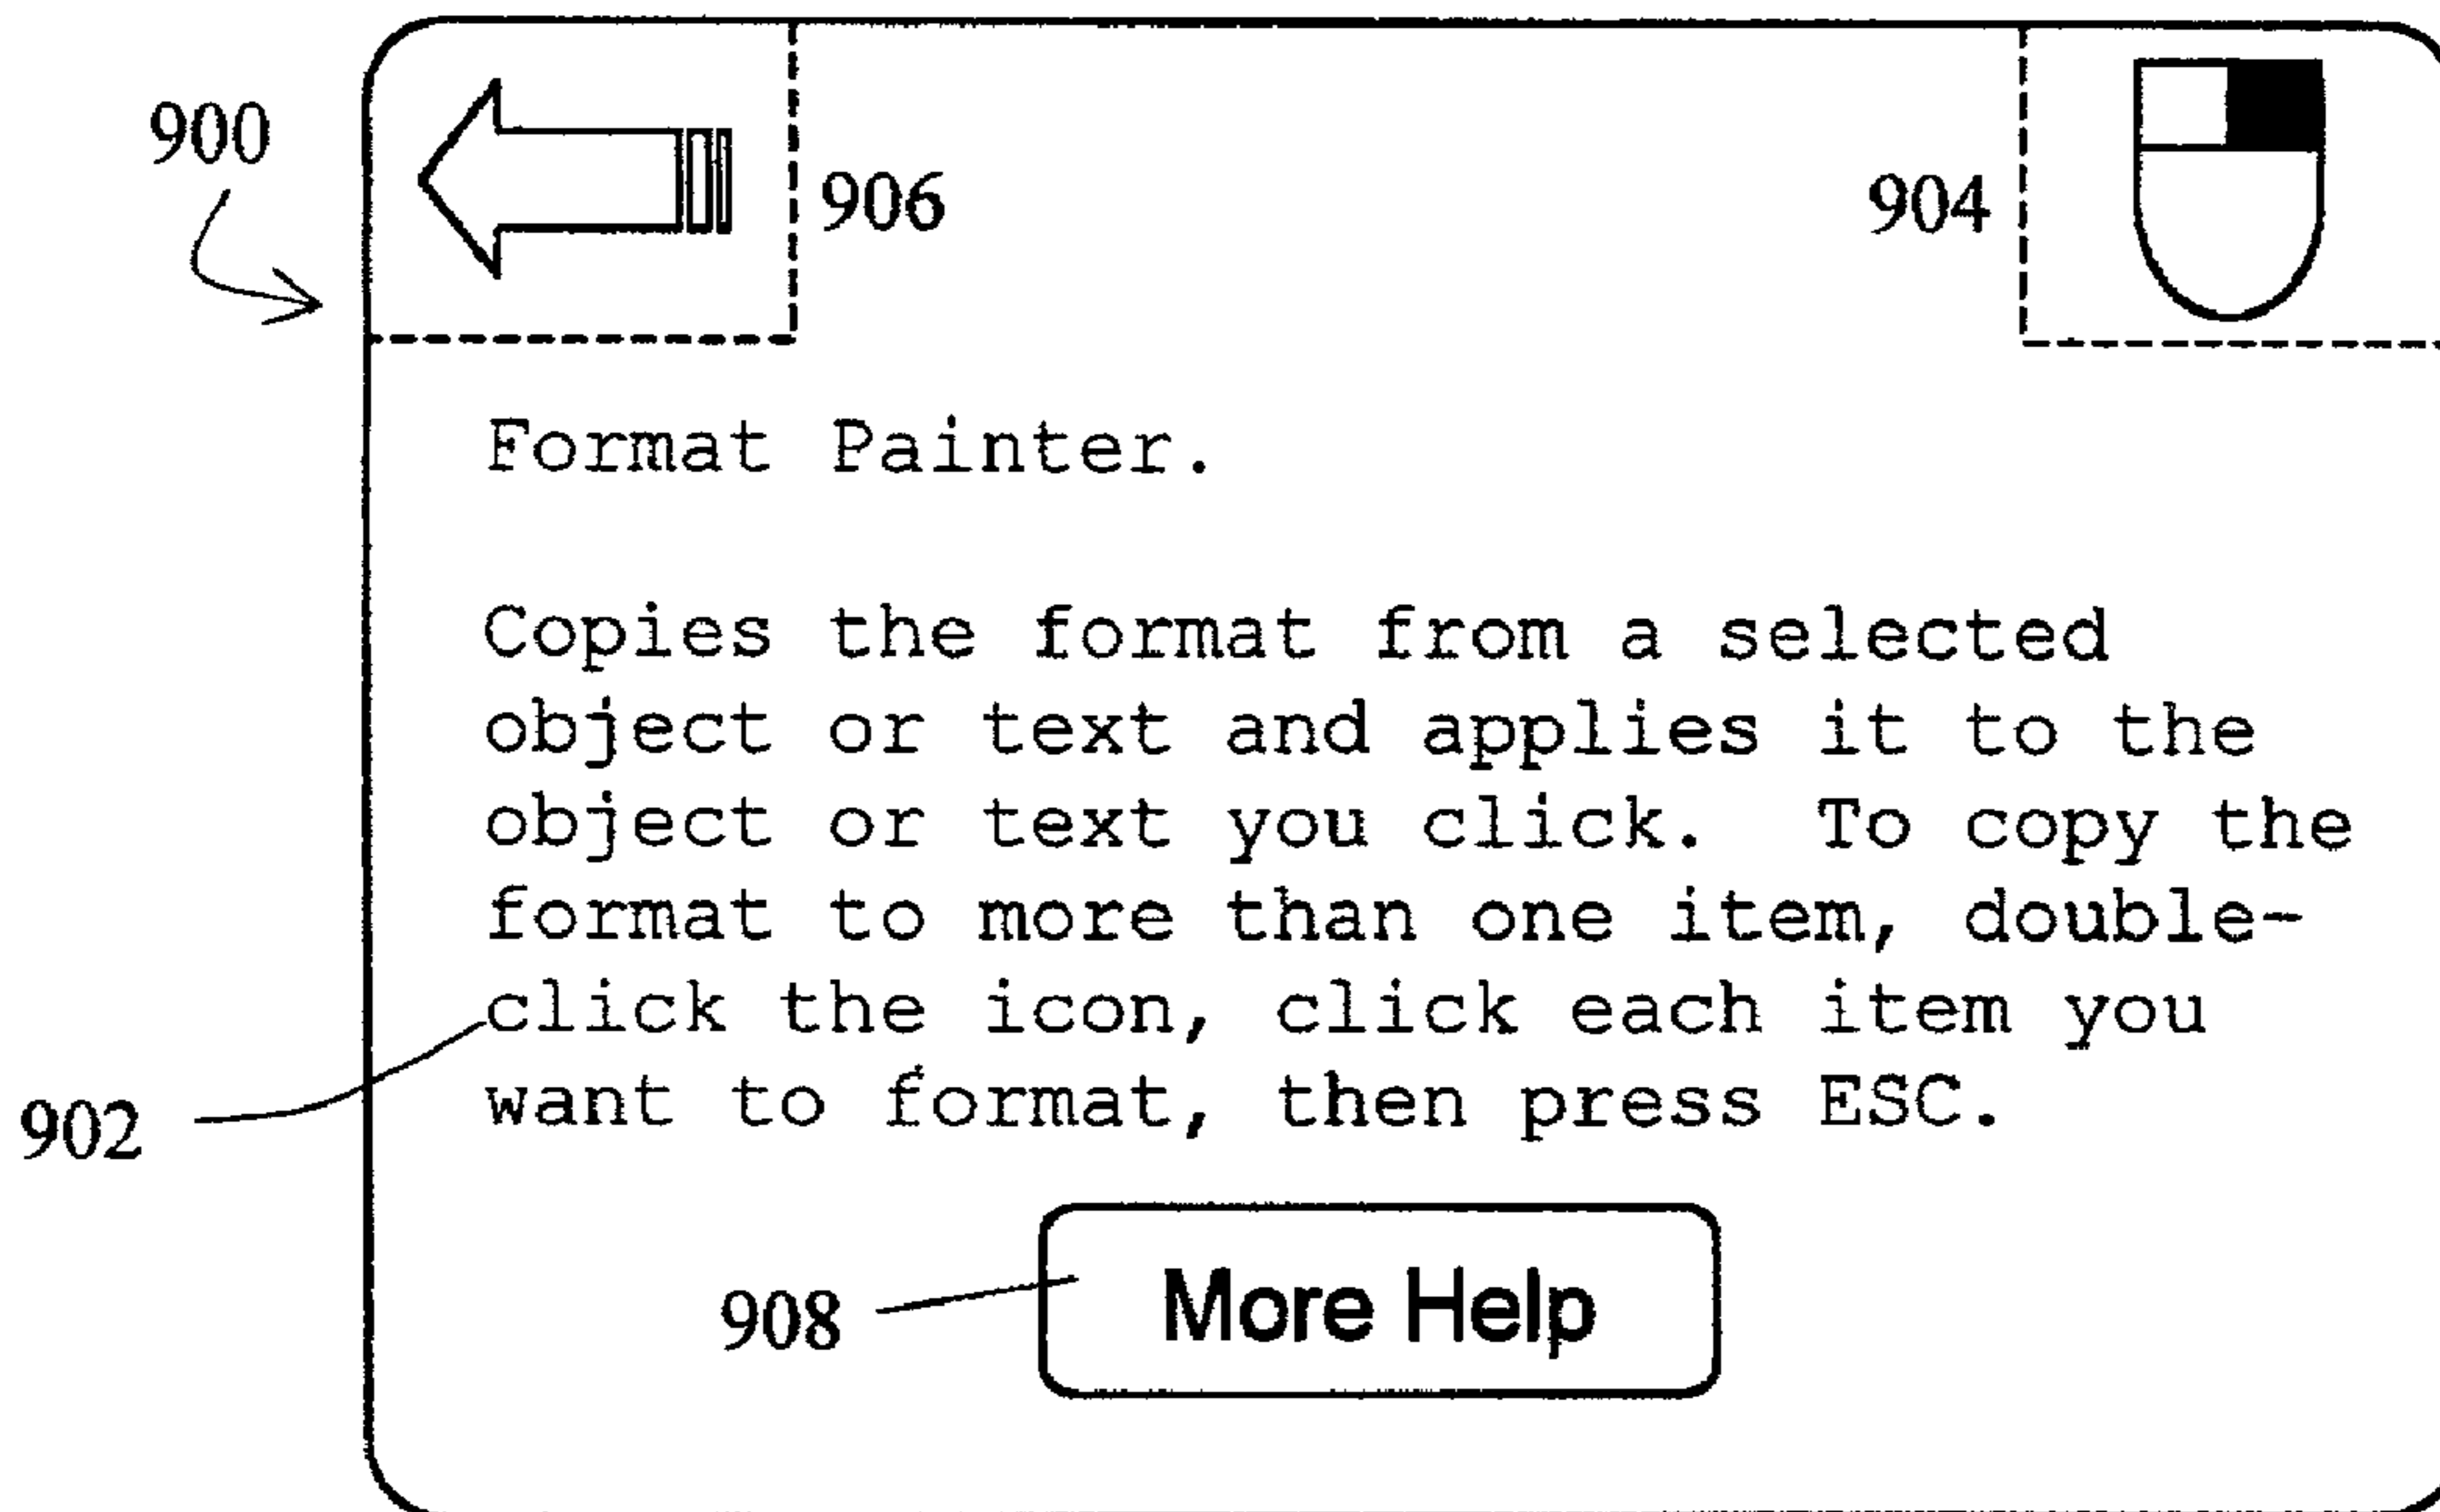 900
906
904
Format Painter.
Copies the format from a selected
object or text and applies it to the
object or text you click.  To copy the
format to more than one item, double-
click the icon, click each item you
want to format, then press ESC.
902
908
More Help